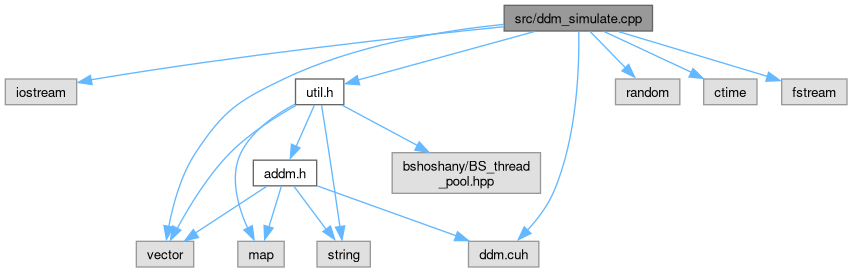 src/ddm_simulate.cpp
iostream
util.h
random
ctime
fstream
addm.h
bshoshany/BS_thread
_pool.hpp
vector
map
string
ddm.cuh